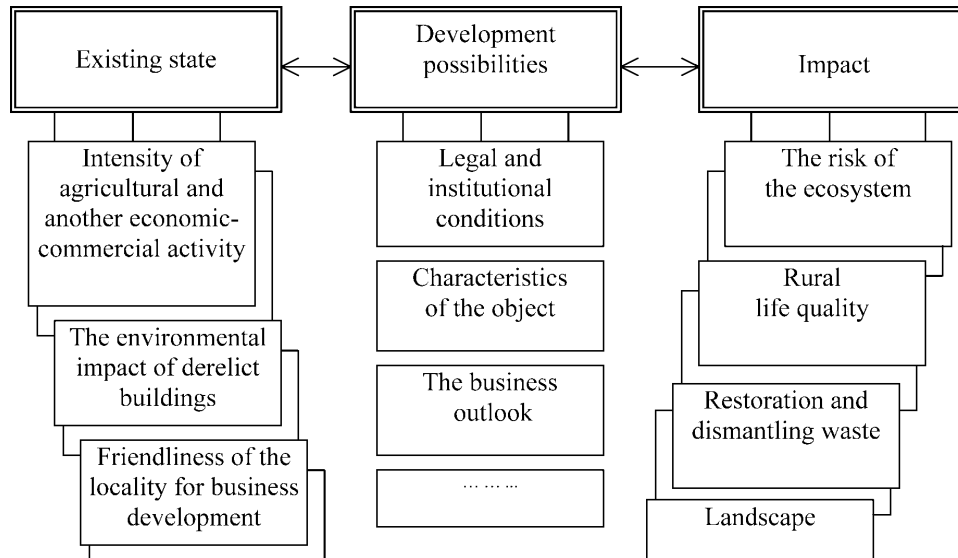 Existing state
Development
possibilities
Impact
Intensity of
agricultural and
another economic-
commercial activity
The environmental
impact of derelict
buildings
Friendliness of the
locality for business
development
Legal and
institutional
conditions
Characteristics
of the object
The business
outlook
… … ...
The risk of
the ecosystem
Rural
life quality
Restoration and
dismantling waste
Landscape